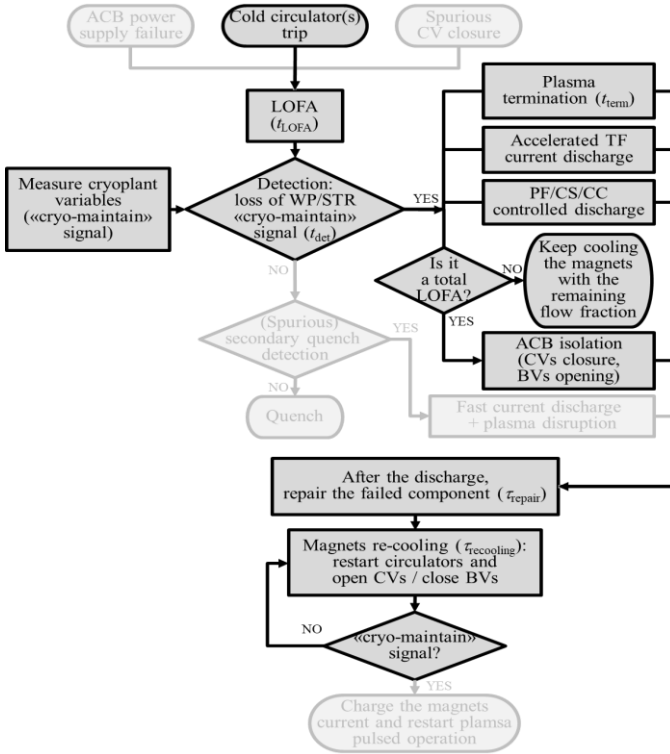 ACB power
supply failure
Cold circulator(s)
trip
Spurious
CV closure
LOFA
(tLOFA)
Measure cryoplant
variables
(«cryo-maintain»
signal)
Detection:
loss of WP/STR
«cryo-maintain»
signal (tdet)
YES
Plasma
termination (tterm)
Accelerated TF
current discharge
PF/CS/CC
controlled discharge
Is it
a total
LOFA?
NO
Keep cooling
the magnets
with the
remaining
flow fraction
YES
ACB isolation
(CVs closure,
BVs opening)
NO
(Spurious)
secondary quench
detection
YES
NO
Quench
Fast current discharge
+ plasma disruption
After the discharge,
repair the failed component (τrepair)
Magnets re-cooling (τrecooling):
restart circulators and
open CVs / close BVs
NO
«cryo-maintain»
signal?
YES
Charge the magnets
current and restart plamsa
pulsed operation